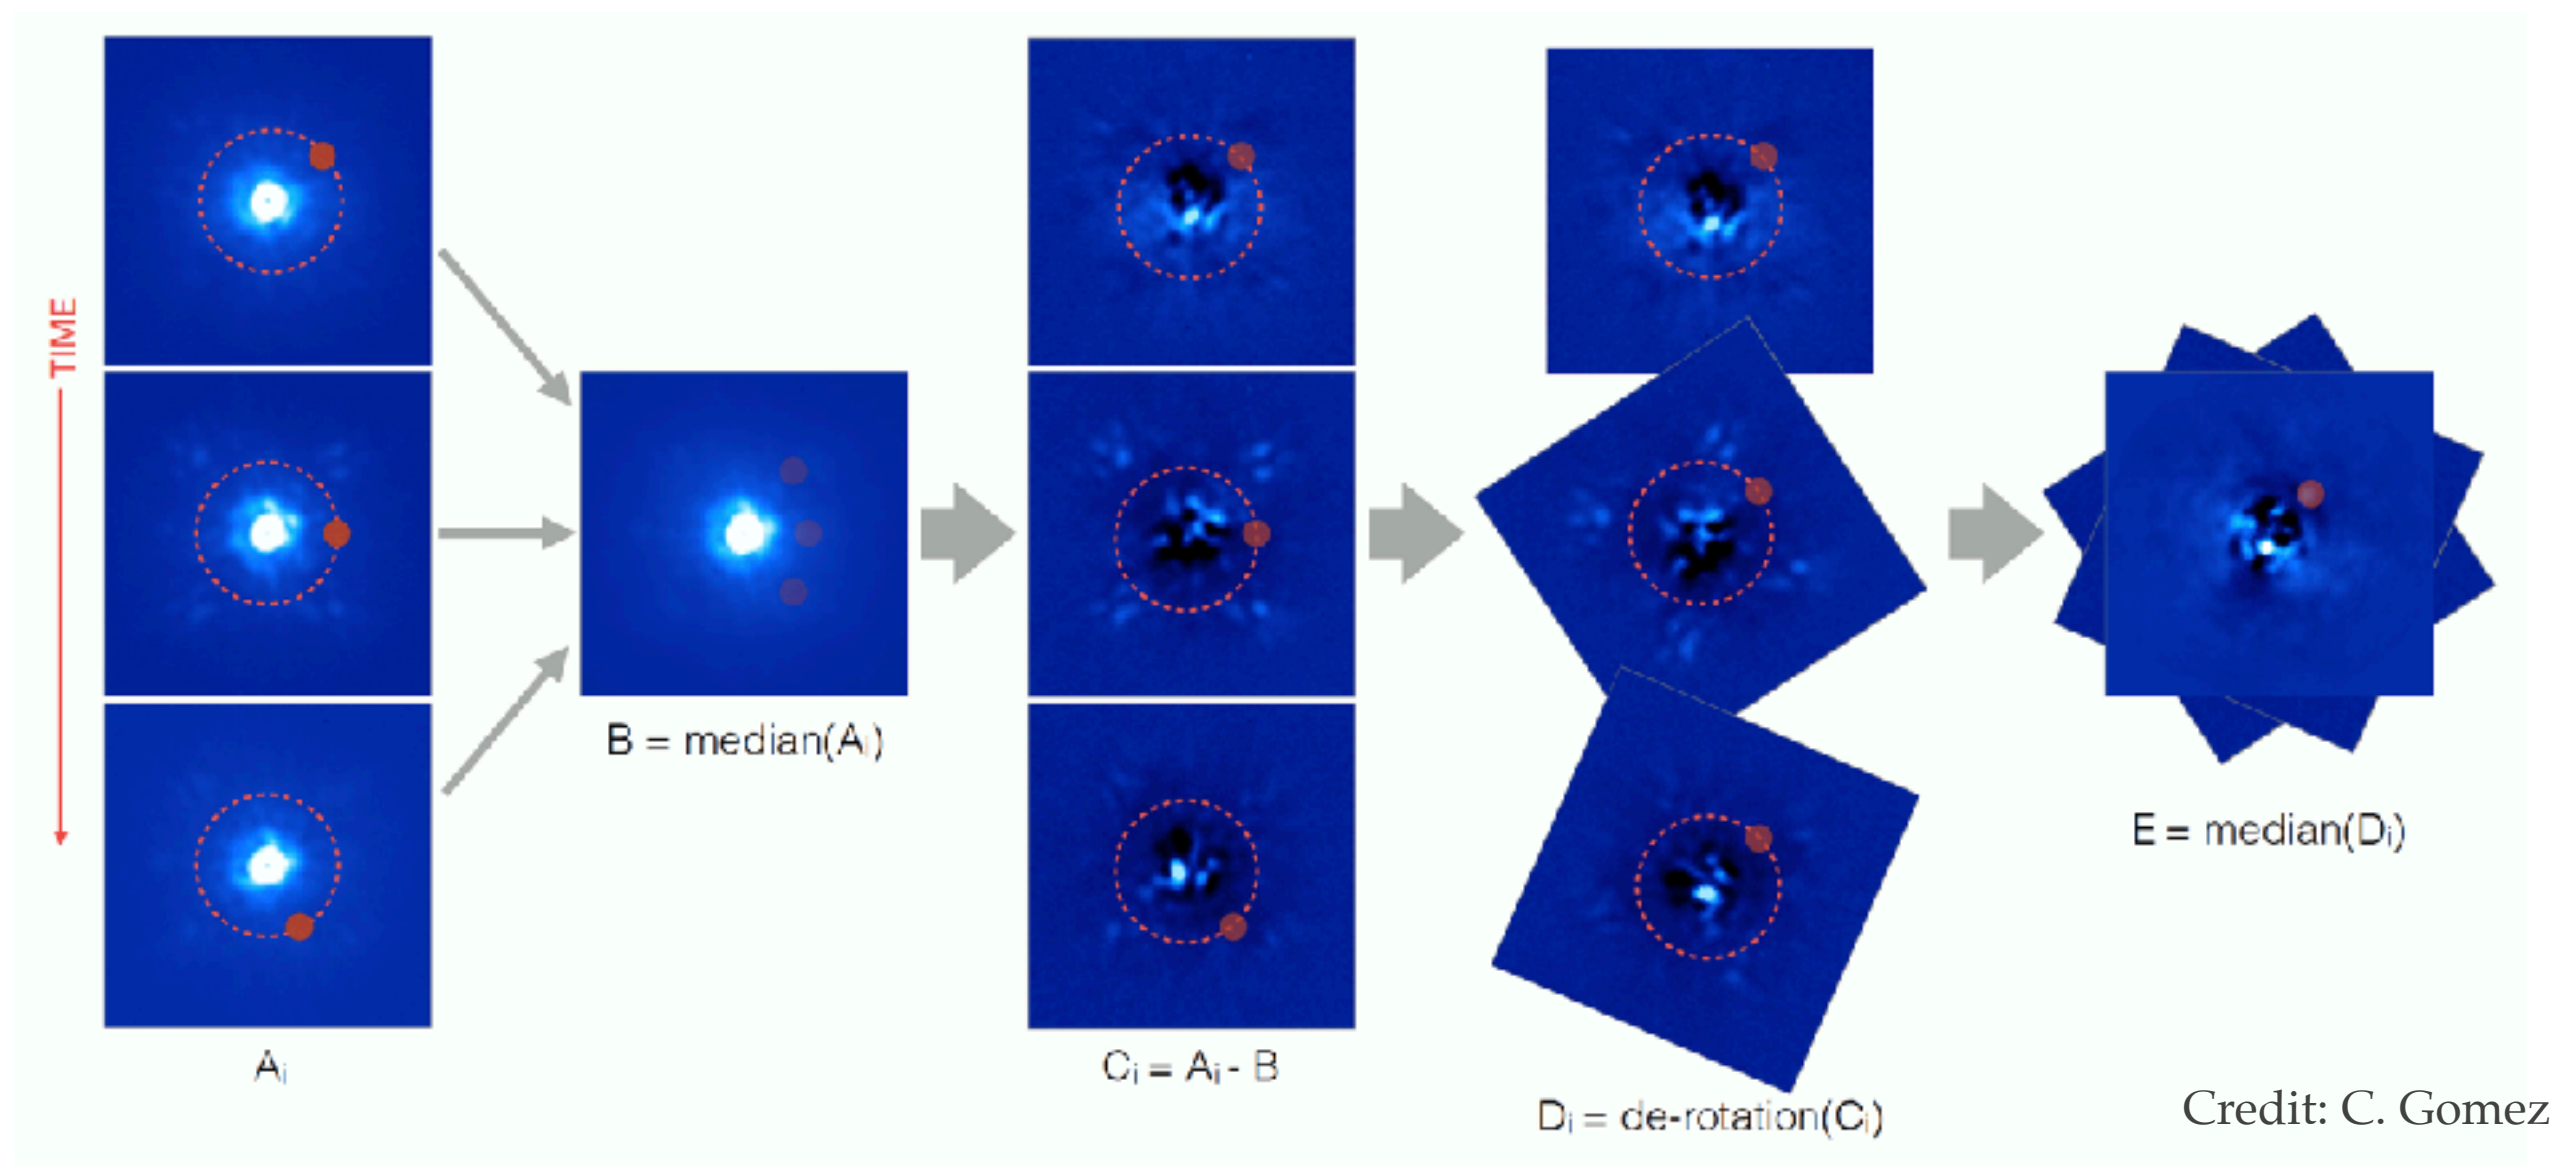 TIME
Aᵢ
B = median(Aᵢ)
Cᵢ = Aᵢ - B
Dᵢ = de-rotation(Cᵢ)
E = median(Dᵢ)
Credit: C. Gomez